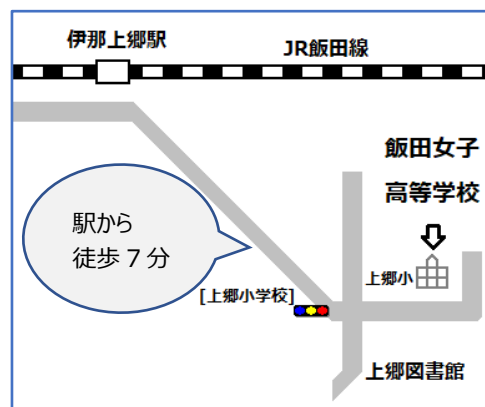 伊那上郷駅
JR飯田線
飯田女子
高等学校
駅から
徒歩７分
上郷小
[上郷小学校]
上郷図書館